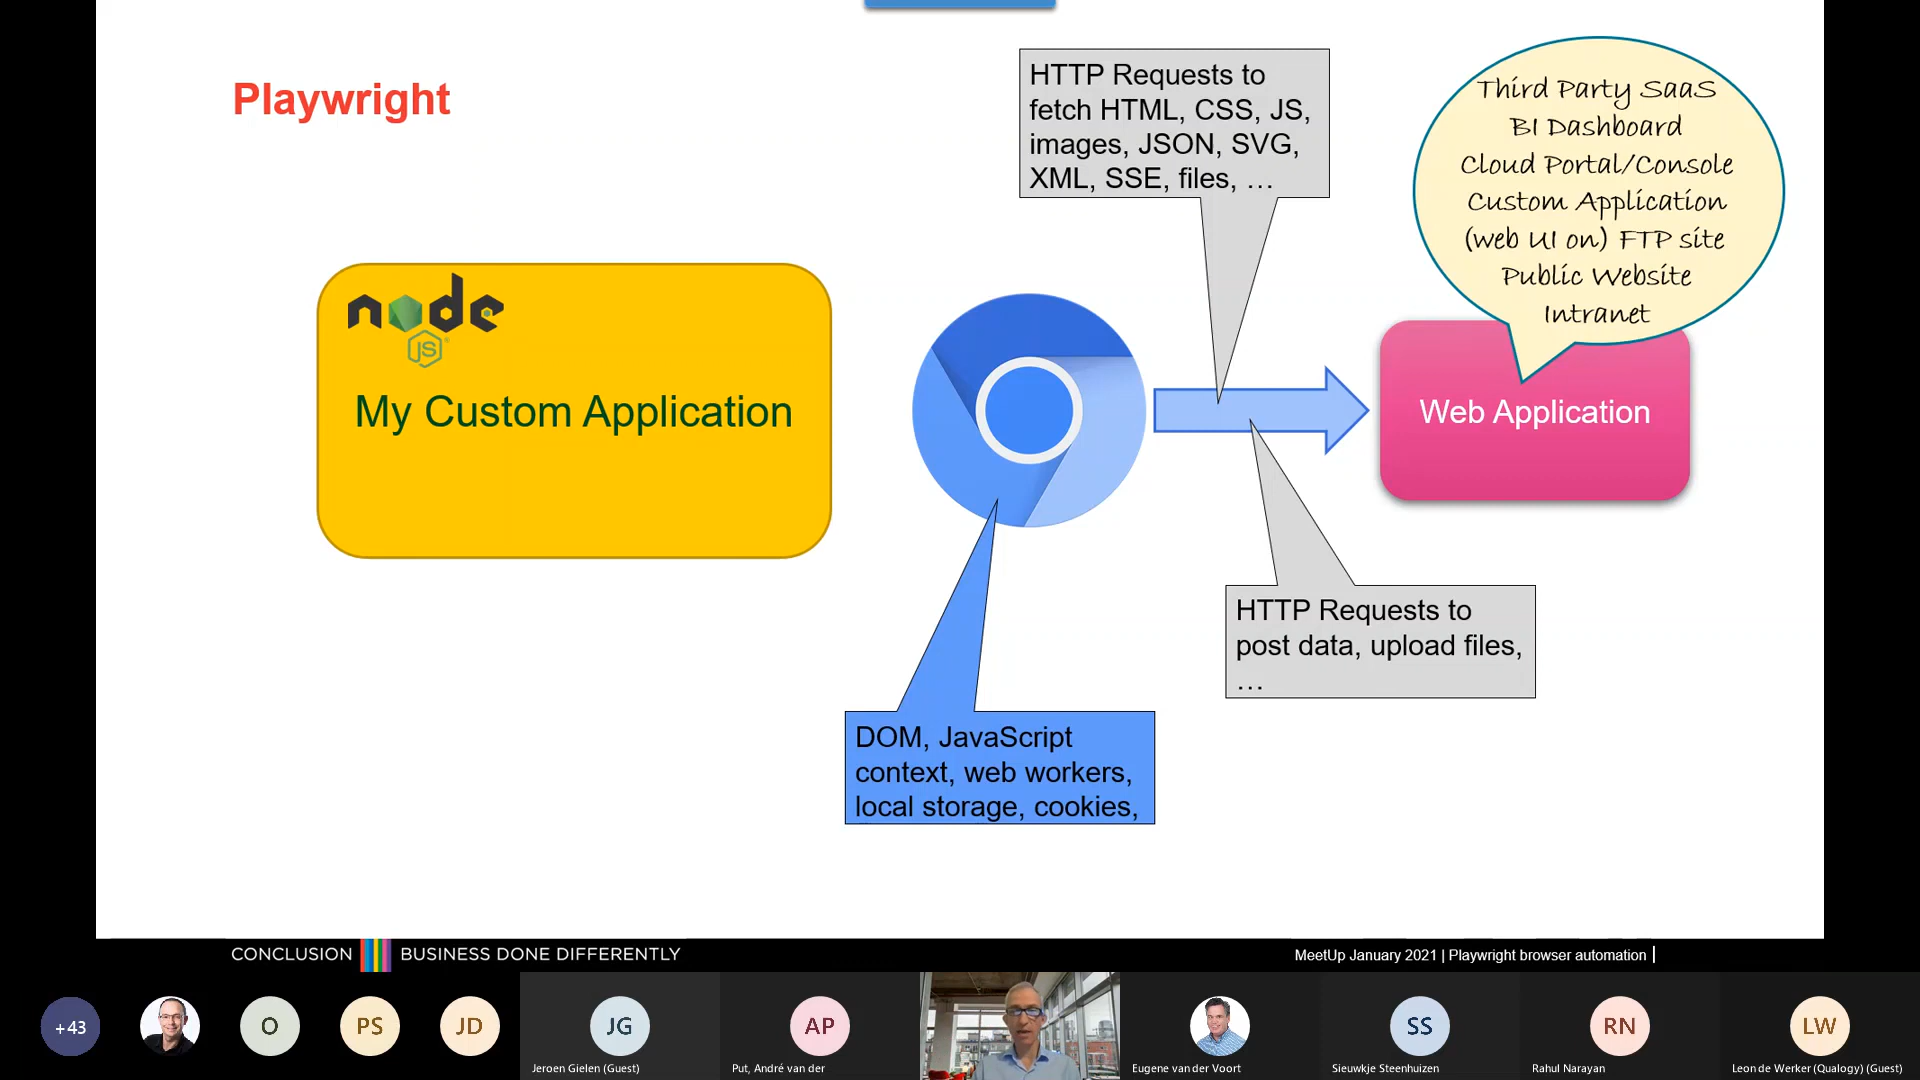 Playwright
HTTP Requests to
fetch HTML, CSS, JS,
images, JSON, SVG,
XML, SSE, files, …
Third Party SaaS
BI Dashboard
Cloud Portal/Console
Custom Application
(web UI on) FTP site
Public Website
Intranet
node
JS
My Custom Application
Web Application
HTTP Requests to
post data, upload files,
…
DOM, JavaScript
context, web workers,
local storage, cookies,
CONCLUSION BUSINESS DONE DIFFERENTLY
MeetUp January 2021 | Playwright browser automation |
+43
O
PS
JD
JG
AP
SS
RN
LW
Jeroen Gielen (Guest)
Put, André van der
Eugene van der Voort
Sieuwkje Steenhuizen
Rahul Narayan
Leon de Werker (Qualogy) (Guest)